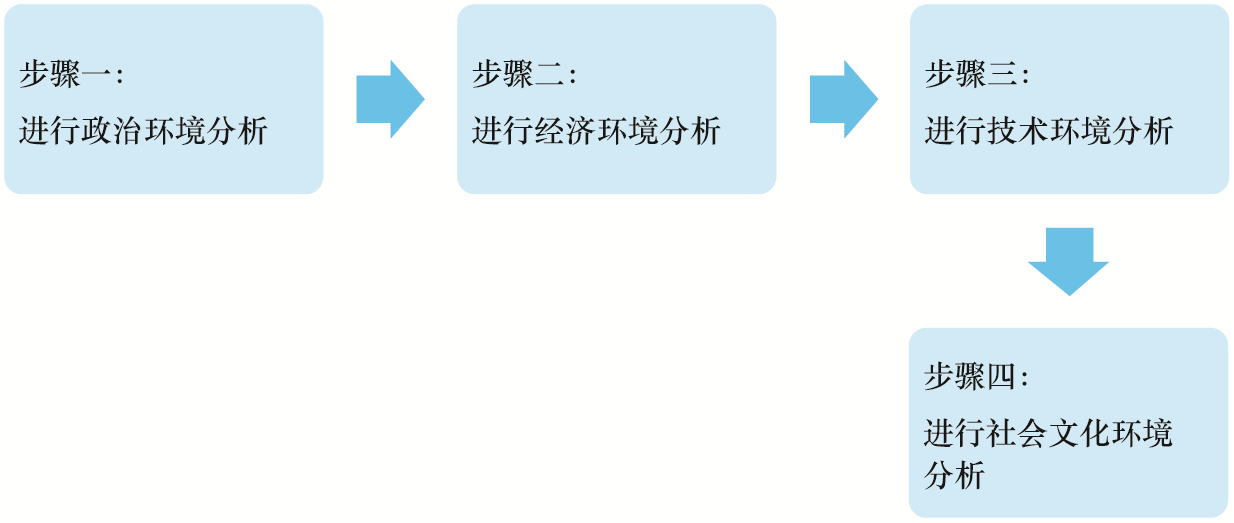 步骤一：
进行政治环境分析
步骤二：
进行经济环境分析
步骤三：
进行技术环境分析
步骤四：
进行社会文化环境
分析